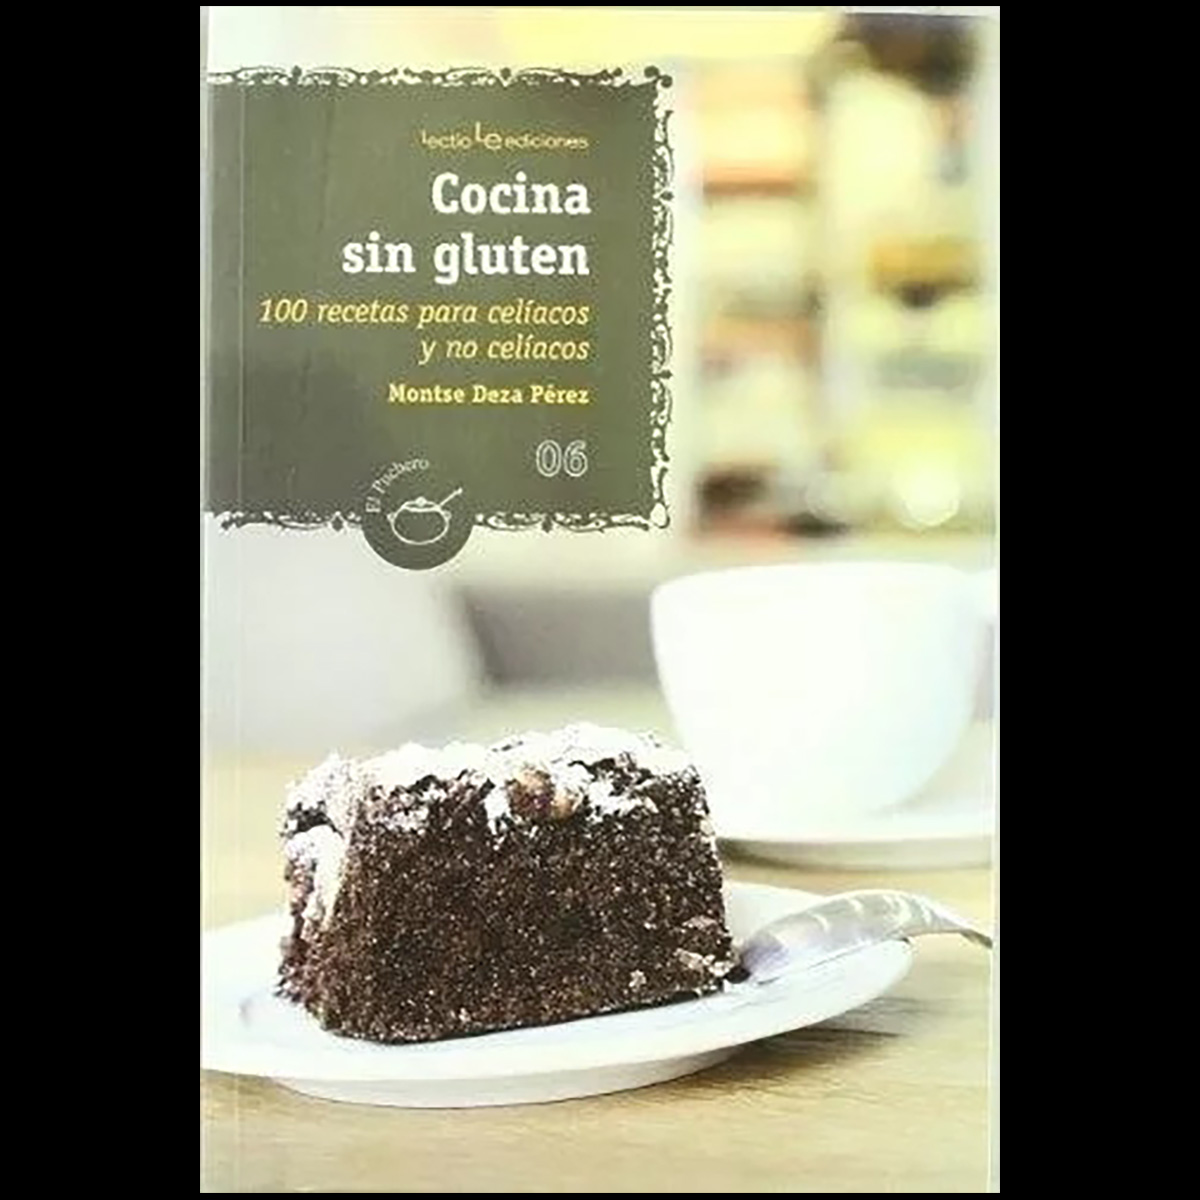 Lectio Le ediciones
Cocina
sin gluten
100 recetas para celíacos
y no celíacos
Montse Deza Pérez
06
El Puchero